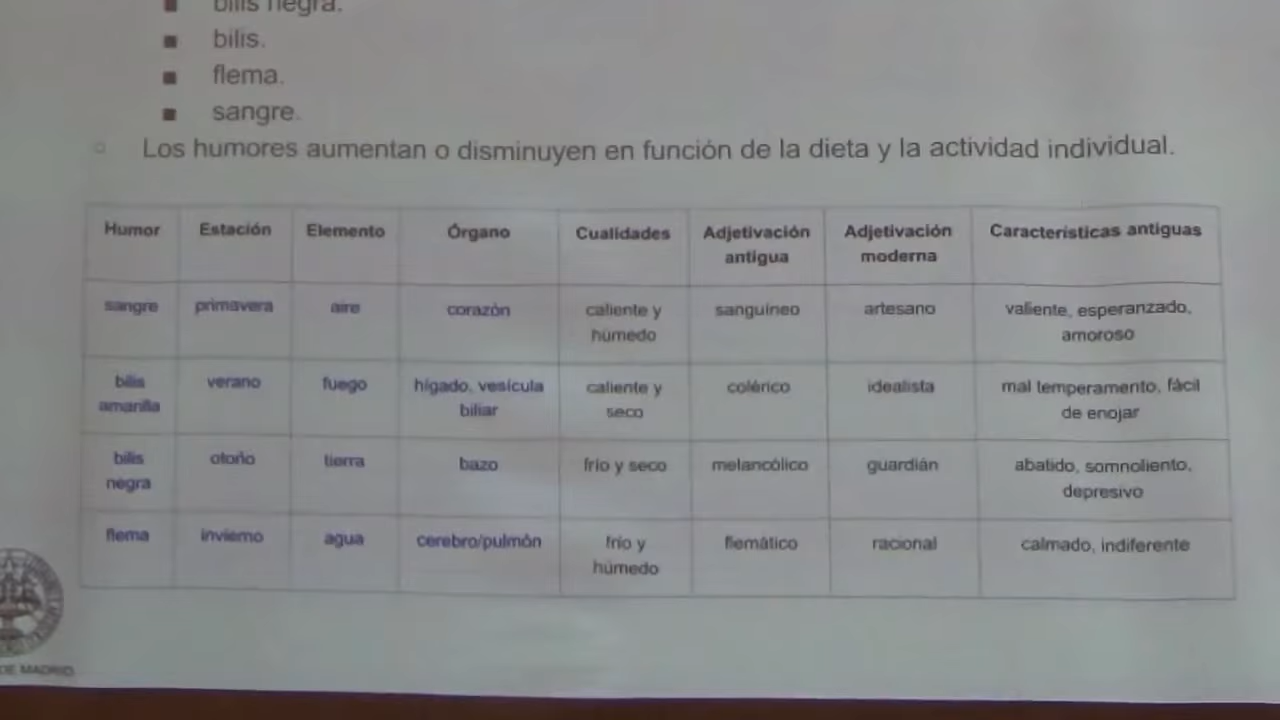 bilis negra.
bilis.
flema.
sangre.
Los humores aumentan o disminuyen en función de la dieta y la actividad individual.
Humor Estación Elemento Órgano Cualidades Adjetivación antigua Adjetivación moderna Características antiguas
sangre primavera aire corazón caliente y húmedo sanguíneo artesano valiente, esperanzado, amoroso
bilis amarilla verano fuego hígado, vesícula biliar caliente y seco colérico idealista mal temperamento, fácil de enojar
bilis negra otoño tierra bazo frío y seco melancólico guardián abatido, somnoliento, depresivo
flema invierno agua cerebro/pulmón frío y húmedo flemático racional calmado, indiferente
DE MADRID